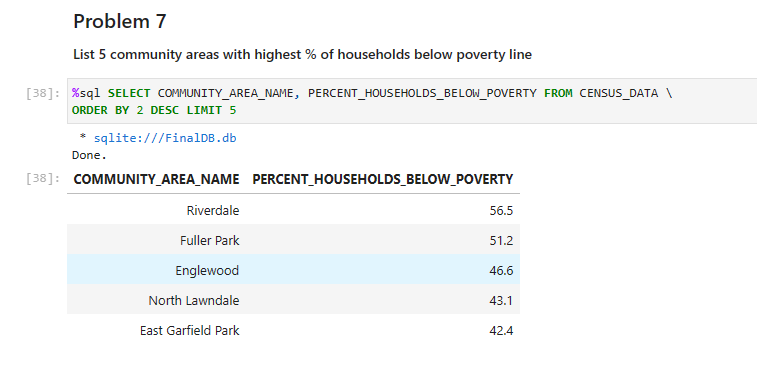 Problem 7
List 5 community areas with highest % of households below poverty line
[38]: %sql SELECT COMMUNITY_AREA_NAME, PERCENT_HOUSEHOLDS_BELOW_POVERTY FROM CENSUS_DATA \
ORDER BY 2 DESC LIMIT 5
* sqlite:///FinalDB.db
Done.
[38]: COMMUNITY_AREA_NAME PERCENT_HOUSEHOLDS_BELOW_POVERTY
Riverdale 56.5
Fuller Park 51.2
Englewood 46.6
North Lawndale 43.1
East Garfield Park 42.4